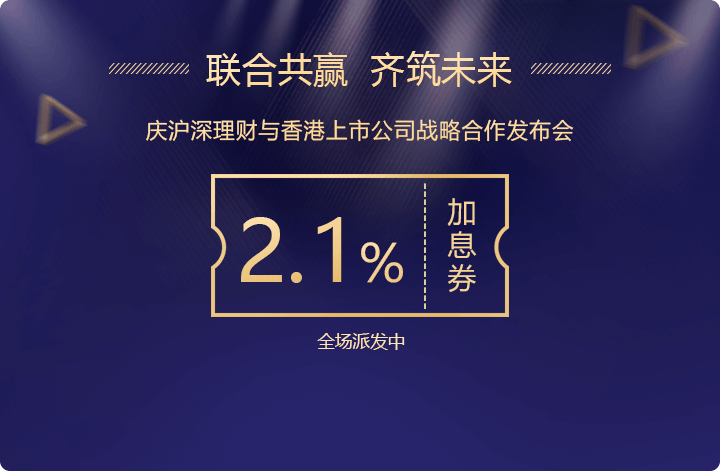 联合共赢 齐筑未来
庆沪深理财与香港上市公司战略合作发布会
2.1%
加息券
全场派发中